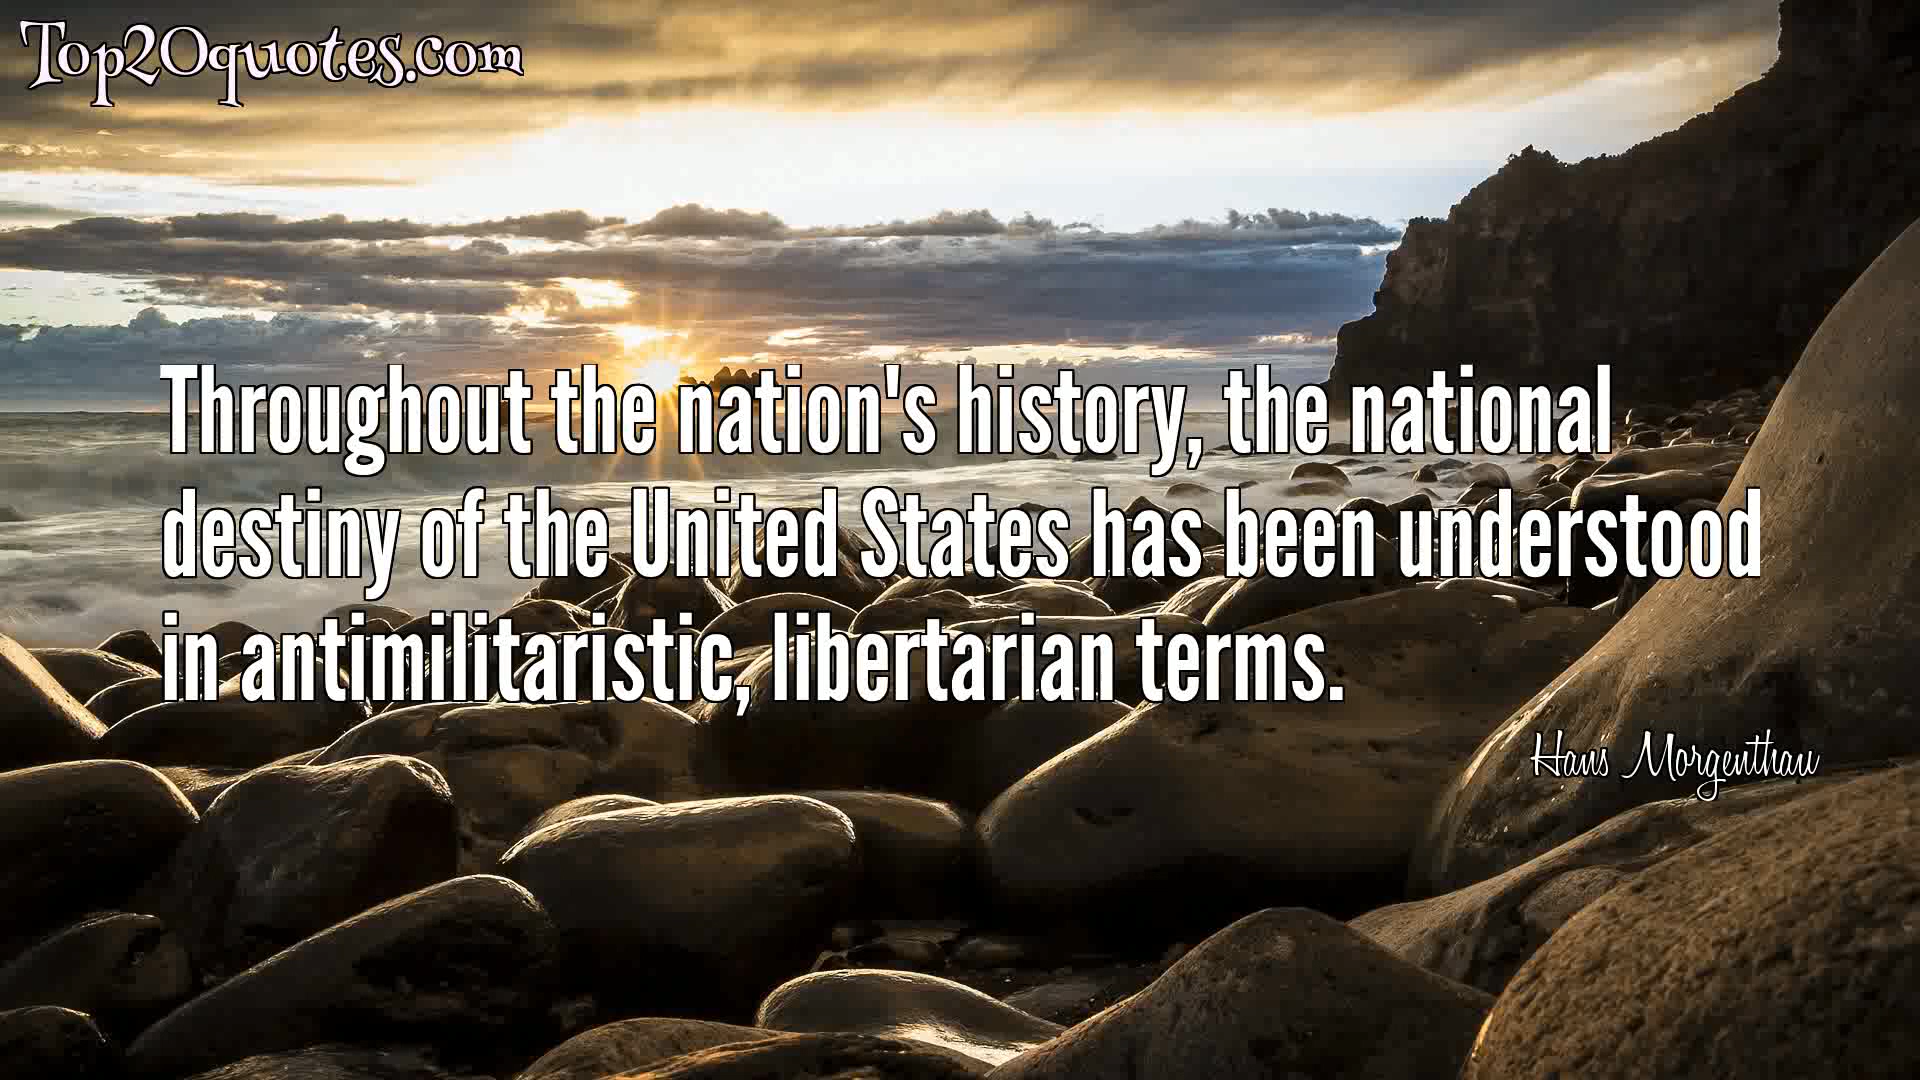 Top20quotes.com
Throughout the nation's history, the national
destiny of the United States has been understood
in antimilitaristic, libertarian terms.
Hans Morgenthau